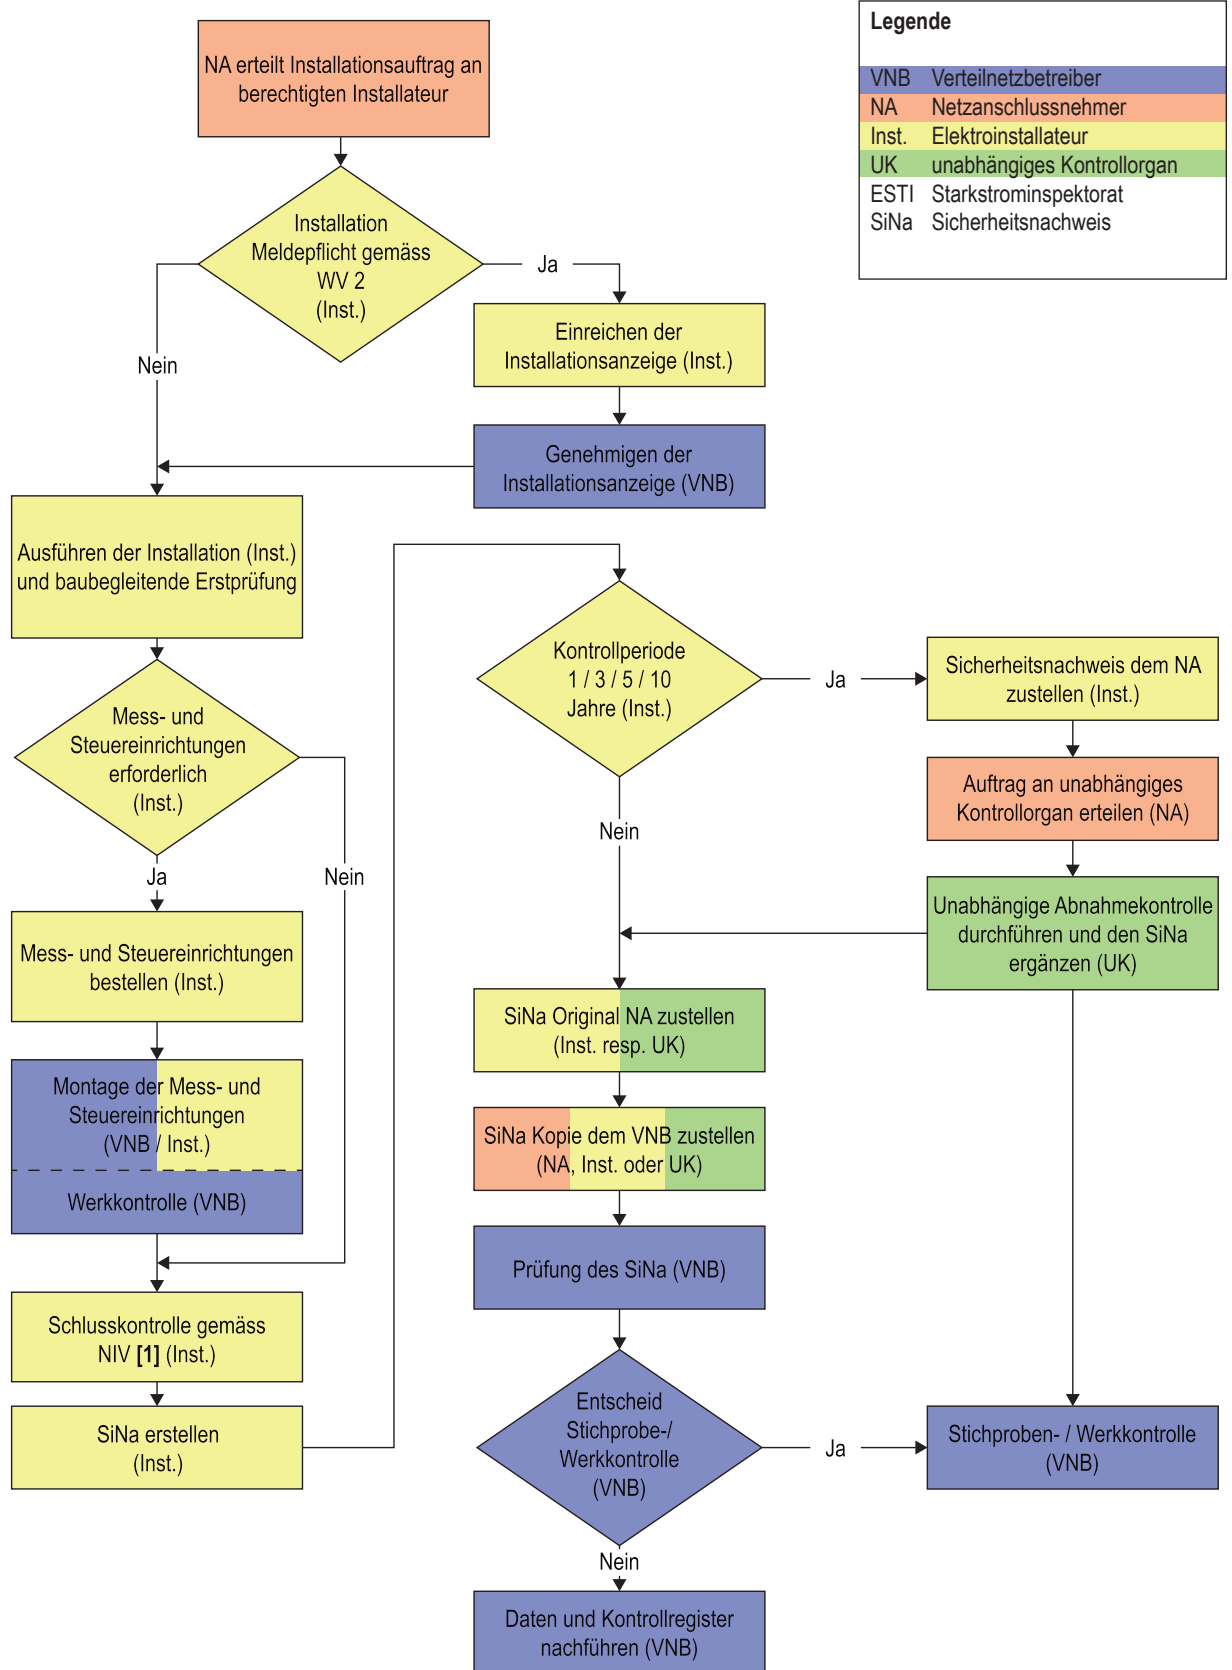 NA erteilt Installationsauftrag an
berechtigten Installateur
Legende
VNB Verteilnetzbetreiber
NA Netzanschlussnehmer
Inst. Elektroinstallateur
UK unabhängiges Kontrollorgan
ESTI Starkstrominspektorat
SiNa Sicherheitsnachweis
Installation
Meldepflicht gemäss
WV 2
(Inst.)
Ja
Nein
Einreichen der
Installationsanzeige (Inst.)
Genehmigen der
Installationsanzeige (VNB)
Ausführen der Installation (Inst.)
und baubegleitende Erstprüfung
Mess- und
Steuereinrichtungen
erforderlich
(Inst.)
Ja
Nein
Mess- und Steuereinrichtungen
bestellen (Inst.)
Montage der Mess- und
Steuereinrichtungen
(VNB / Inst.)
Werkkontrolle (VNB)
Schlusskontrolle gemäss
NIV [1] (Inst.)
SiNa erstellen
(Inst.)
Kontrollperiode
1 / 3 / 5 / 10
Jahre (Inst.)
Ja
Nein
Sicherheitsnachweis dem NA
zustellen (Inst.)
Auftrag an unabhängiges
Kontrollorgan erteilen (NA)
Unabhängige Abnahmekontrolle
durchführen und den SiNa
ergänzen (UK)
SiNa Original NA zustellen
(Inst. resp. UK)
SiNa Kopie dem VNB zustellen
(NA, Inst. oder UK)
Prüfung des SiNa (VNB)
Entscheid
Stichprobe-/
Werkkontrolle
(VNB)
Ja
Stichproben- / Werkkontrolle
(VNB)
Nein
Daten und Kontrollregister
nachführen (VNB)